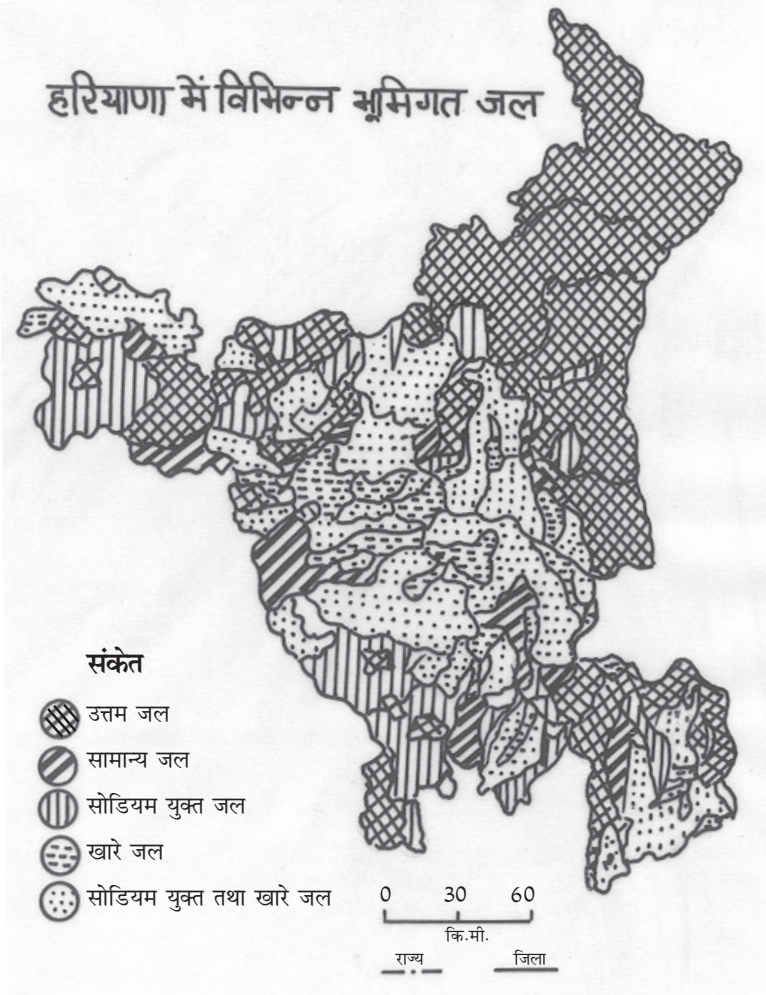 हरियाणा में विभिन्न भूमिगत जल
संकेत
उत्तम जल
सामान्य जल
सोडियम युक्त जल
खारे जल
सोडियम युक्त तथा खारे जल
0 30 60
कि.मी.
राज्य जिला